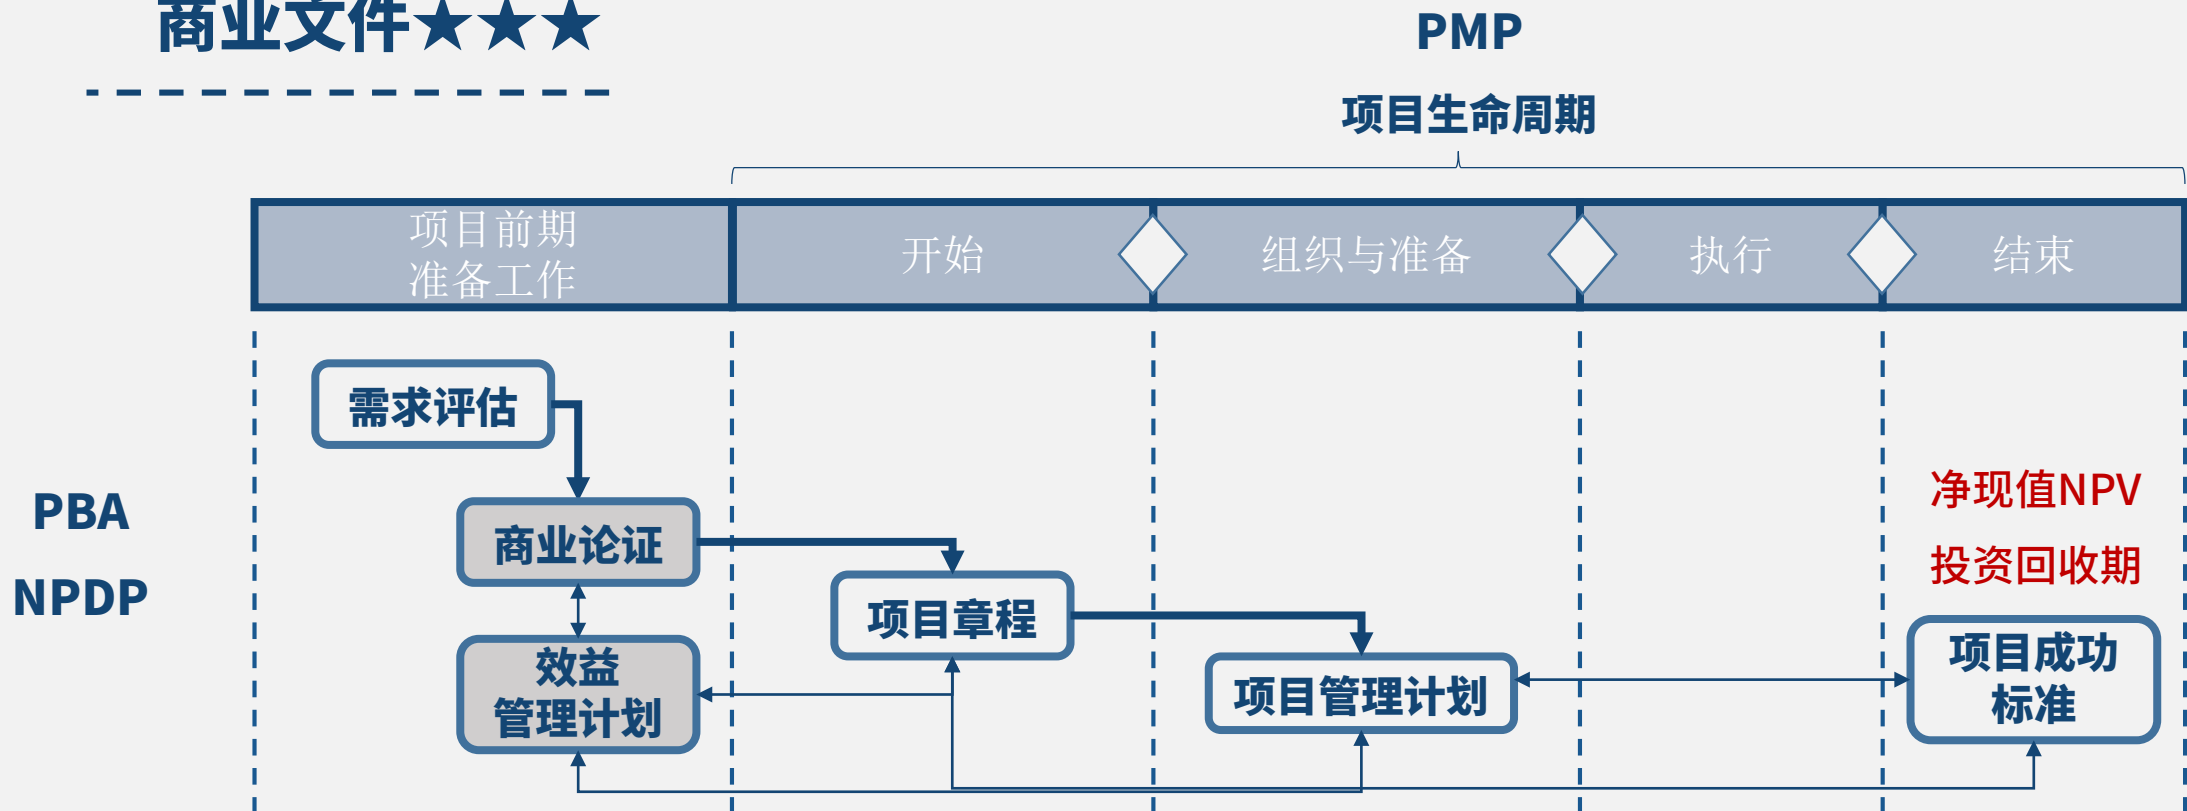 商业文件★★★
PMP
项目生命周期
项目前期
准备工作
开始
组织与准备
执行
结束
需求评估
PBA
NPDP
商业论证
效益
管理计划
项目章程
项目管理计划
净现值NPV
投资回收期
项目成功
标准